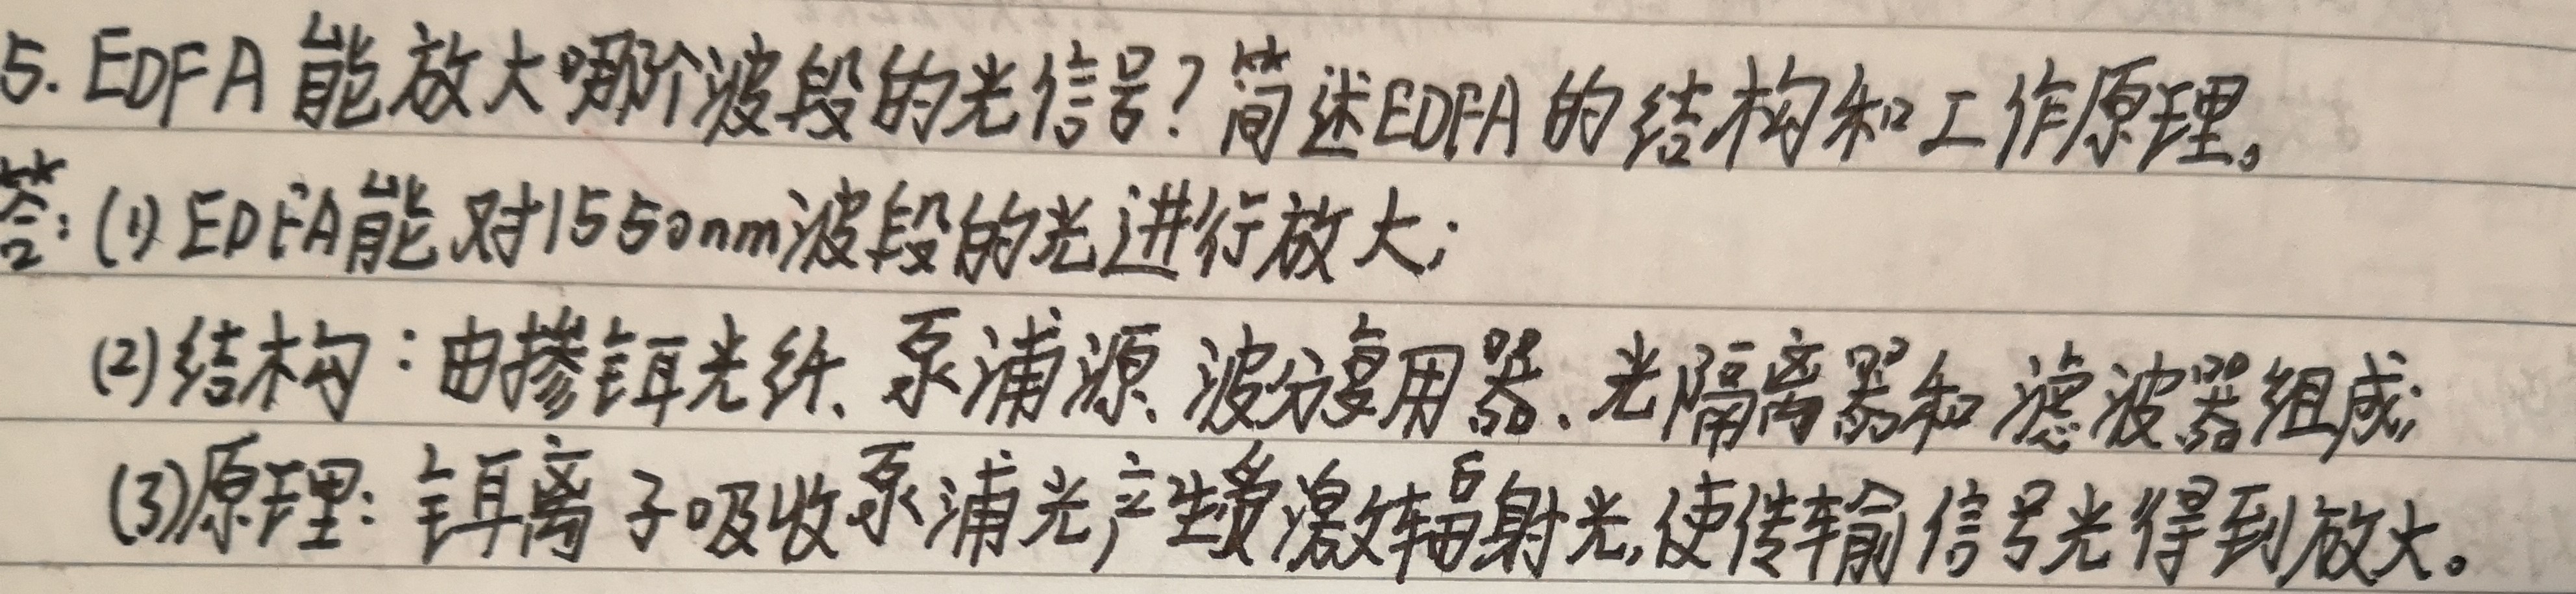 5. EDFA能放大哪个波段的光信号?简述EDFA的结构和工作原理。
答:(1) EDFA能对1550nm波段的光进行放大;
(2)结构:由掺铒光纤、泵浦源、波分复用器、光隔离器和滤波器组成;
(3)原理:铒离子吸收泵浦光产生受激辐射光,使传输信号光得到放大。